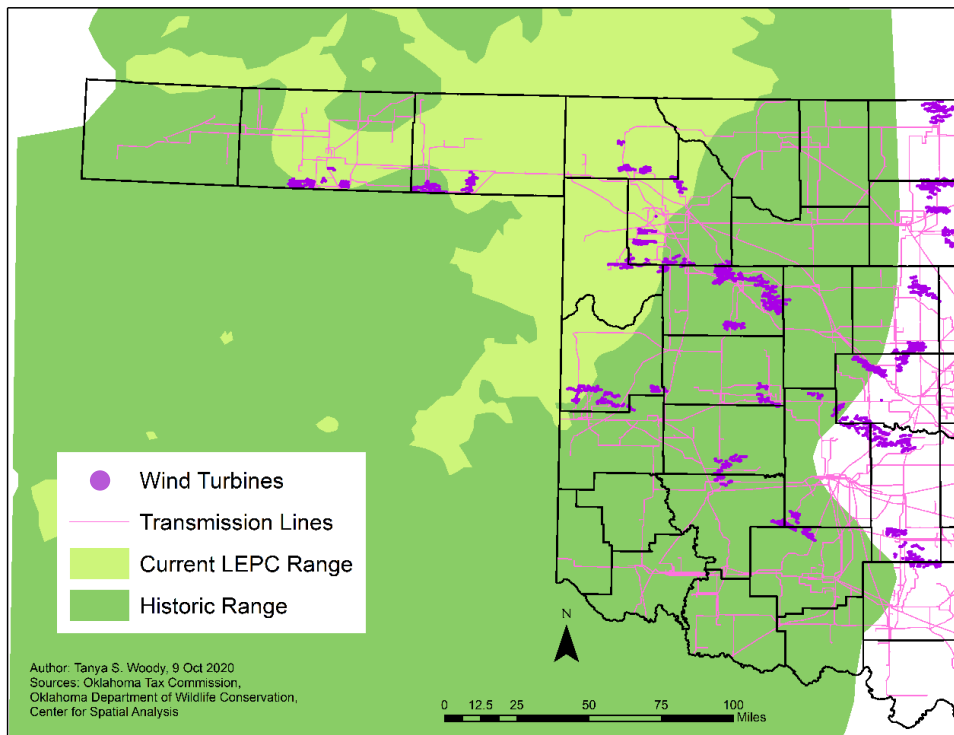 Wind Turbines
Transmission Lines
Current LEPC Range
Historic Range
N
Author: Tanya S. Woody, 9 Oct 2020
Sources: Oklahoma Tax Commission,
Oklahoma Department of Wildlife Conservation,
Center for Spatial Analysis
0 12.5 25 50 75 100
Miles